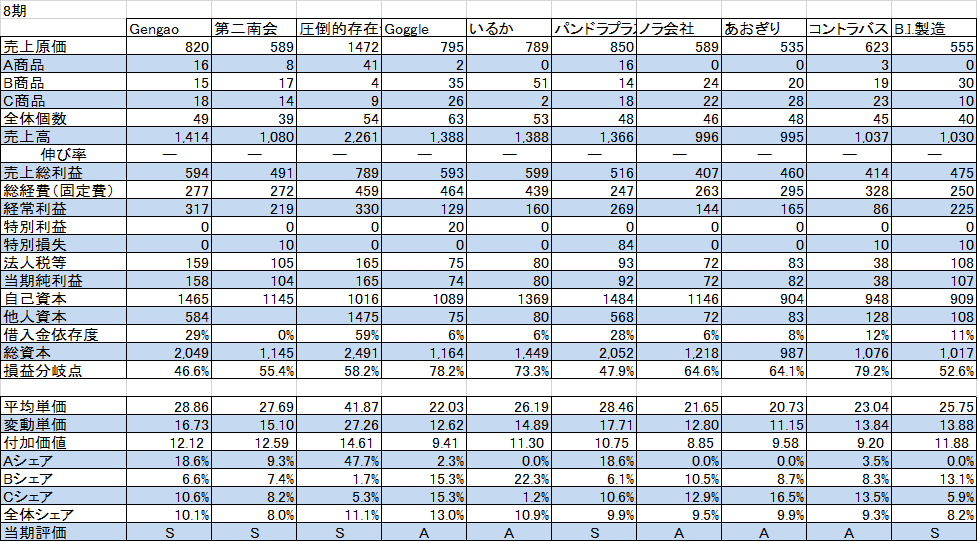 8期
Gengao 第二南会 圧倒的存在 Goggle いるか パンドラプラ ノラ会社 あおぎり コントラバス B.I.製造
売上原価 820 589 1472 795 789 850 589 535 623 555
A商品 16 8 41 2 0 16 0 0 3 0
B商品 15 17 4 35 51 14 24 20 19 30
C商品 18 14 9 26 2 18 22 28 23 10
全体個数 49 39 54 63 53 48 46 48 45 40
売上高 1,414 1,080 2,261 1,388 1,388 1,366 996 995 1,037 1,030
伸び率 ― ― ― ― ― ― ― ― ― ―
売上総利益 594 491 789 593 599 516 407 460 414 475
総経費(固定費) 277 272 459 464 439 247 263 295 328 250
経常利益 317 219 330 129 160 269 144 165 86 225
特別利益 0 0 0 20 0 0 0 0 0 0
特別損失 0 10 0 0 0 84 0 0 10 10
法人税等 159 105 165 75 80 93 72 83 38 108
当期純利益 158 104 165 74 80 92 72 82 38 107
自己資本 1465 1145 1016 1089 1369 1484 1146 904 948 909
他人資本 584 1475 75 80 568 72 83 128 108
借入金依存度 29% 0% 59% 6% 6% 28% 6% 8% 12% 11%
総資本 2,049 1,145 2,491 1,164 1,449 2,052 1,218 987 1,076 1,017
損益分岐点 46.6% 55.4% 58.2% 78.2% 73.3% 47.9% 64.6% 64.1% 79.2% 52.6%
平均単価 28.86 27.69 41.87 22.03 26.19 28.46 21.65 20.73 23.04 25.75
変動単価 16.73 15.10 27.26 12.62 14.89 17.71 12.80 11.15 13.84 13.88
付加価値 12.12 12.59 14.61 9.41 11.30 10.75 8.85 9.58 9.20 11.88
Aシェア 18.6% 9.3% 47.7% 2.3% 0.0% 18.6% 0.0% 0.0% 3.5% 0.0%
Bシェア 6.6% 7.4% 1.7% 15.3% 22.3% 6.1% 10.5% 8.7% 8.3% 13.1%
Cシェア 10.6% 8.2% 5.3% 15.3% 1.2% 10.6% 12.9% 16.5% 13.5% 5.9%
全体シェア 10.1% 8.0% 11.1% 13.0% 10.9% 9.9% 9.5% 9.9% 9.3% 8.2%
当期評価 S S S A A S A A A S